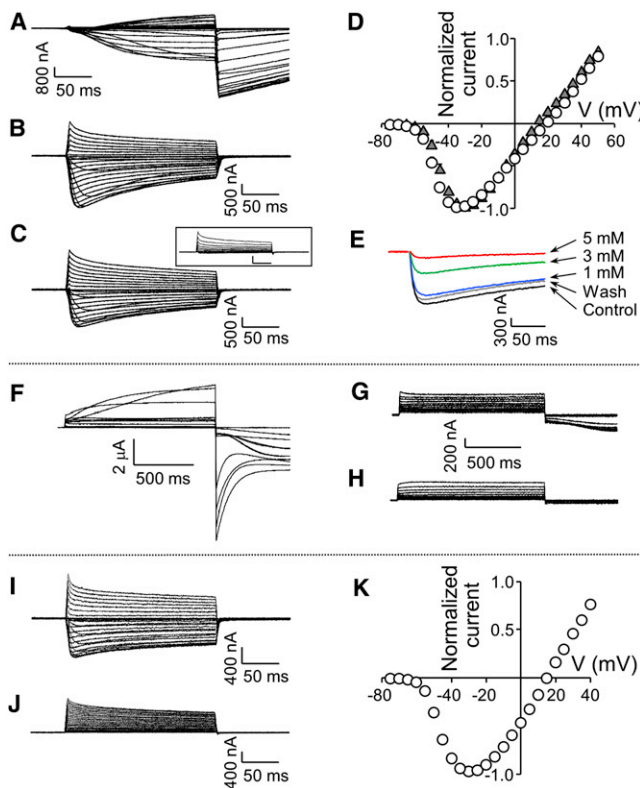 A
800 nA
50 ms
B
500 nA
50 ms
C
500 nA
50 ms
D
Normalized
current
V (mV)
1.0
0.5
-80
-40
-20
0
20
40
60
-1.0
E
5 mM
3 mM
1 mM
Wash
Control
300 nA
50 ms
F
2 µA
500 ms
G
200 nA
500 ms
H
I
400 nA
50 ms
J
400 nA
50 ms
K
Normalized
current
V (mV)
1.0
0.5
-80
-60
-40
-20
0
20
40
-1.0